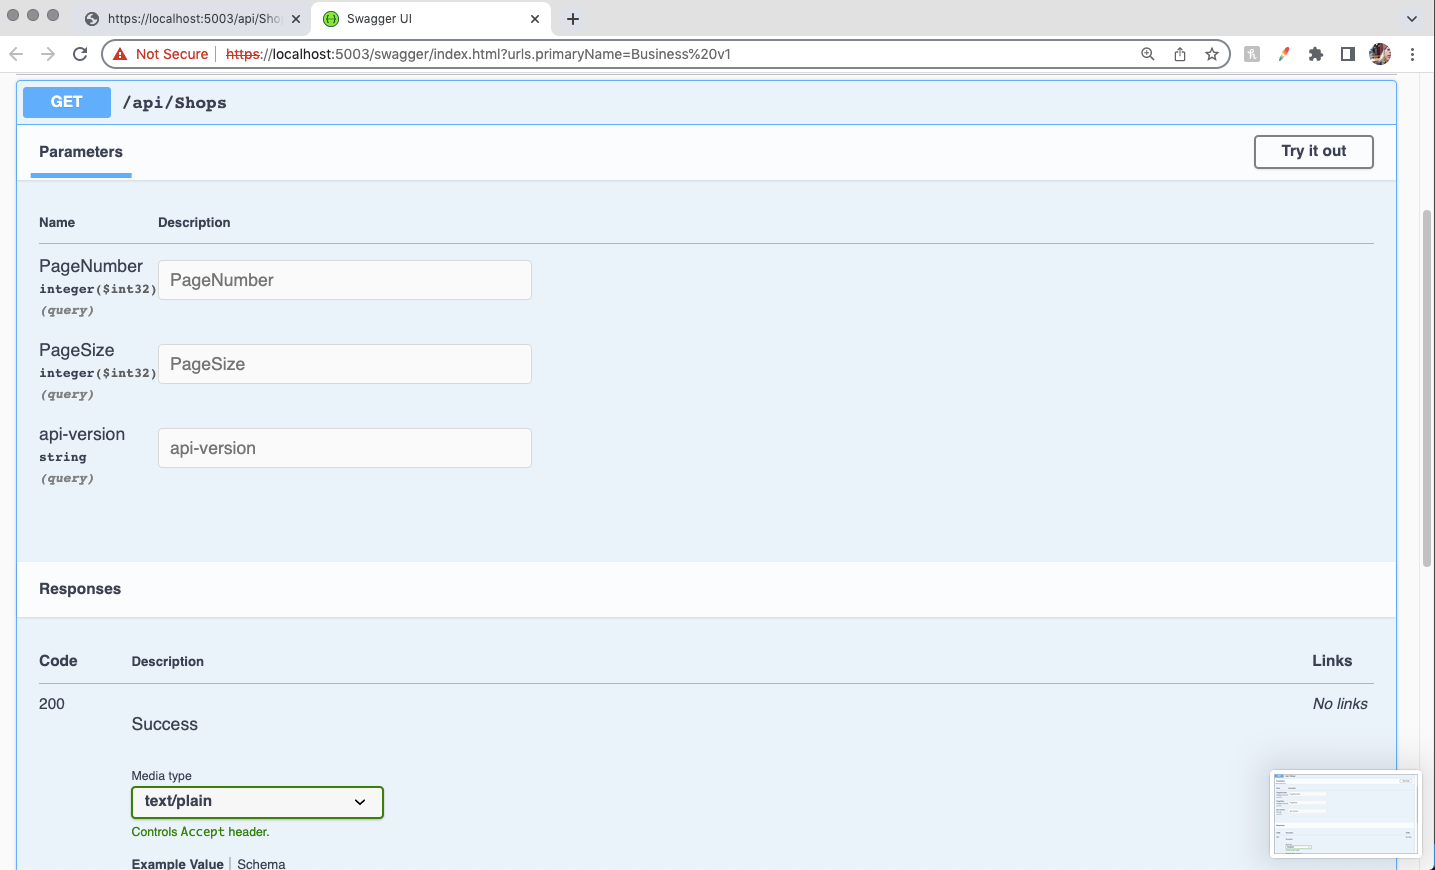 https://localhost:5003/api/Sho
Swagger UI
Not Secure
https://localhost:5003/swagger/index.html?urls.primaryName=Business%20v1
GET /api/Shops
Parameters
Try it out
Name Description
PageNumber
integer($int32)
(query)
PageNumber
PageSize
integer($int32)
(query)
PageSize
api-version
string
(query)
api-version
Responses
Code Description Links
200
Success
No links
Media type
text/plain
Controls Accept header.
Example Value Schema